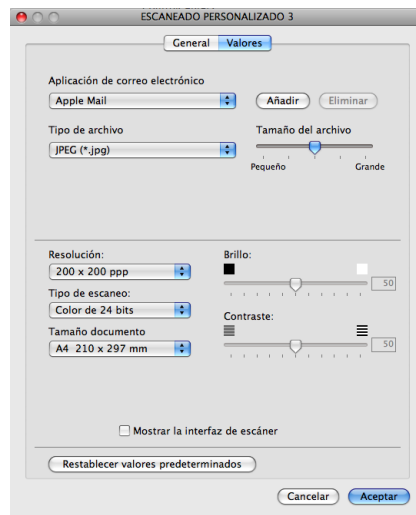 ESCANEADO PERSONALIZADO 3
General Valores
Aplicación de correo electrónico
Apple Mail Añadir Eliminar
Tipo de archivo Tamaño del archivo
JPEG (*.jpg)
Pequeño Grande
Resolución: Brillo:
200 x 200 ppp 50
Tipo de escaneo:
Color de 24 bits Contraste:
Tamaño documento
A4 210 x 297 mm 50
Mostrar la interfaz de escáner
Restablecer valores predeterminados
Cancelar Aceptar